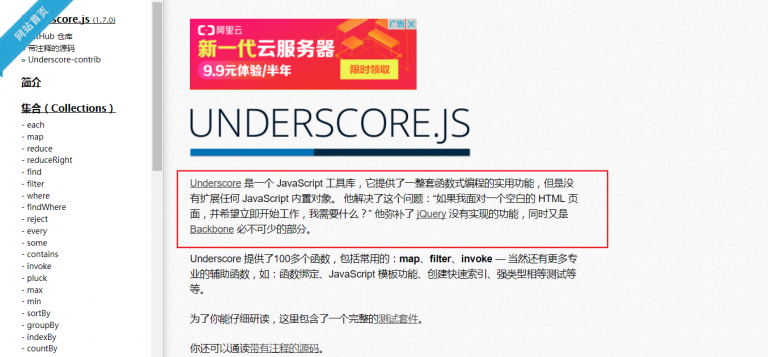 网站首页
score.js (1.7.0)
Hub 仓库
» 带注释的源码
» Underscore-contrib
简介
集合（Collections）
- each
- map
- reduce
- reduceRight
- find
- filter
- where
- findWhere
- reject
- every
- some
- contains
- invoke
- pluck
- max
- min
- sortBy
- groupBy
- indexBy
- countBy
阿里云
广告
新一代云服务器
9.9元体验/半年
限时领取
UNDERSCORE.JS
Underscore 是一个 JavaScript 工具库，它提供了一整套函数式编程的实用功能，但是没
有扩展任何 JavaScript 内置对象。 他解决了这个问题：“如果我面对一个空白的 HTML 页
面，并希望立即开始工作，我需要什么？” 他弥补了 jQuery 没有实现的功能，同时又是
Backbone 必不可少的部分。
Underscore 提供了100多个函数，包括常用的：map、filter、invoke — 当然还有更多专
业的辅助函数，如：函数绑定、JavaScript 模板功能、创建快速索引、强类型相等测试等
等。
为了你能仔细研读，这里包含了一个完整的测试套件。
你还可以通读带有注释的源码。